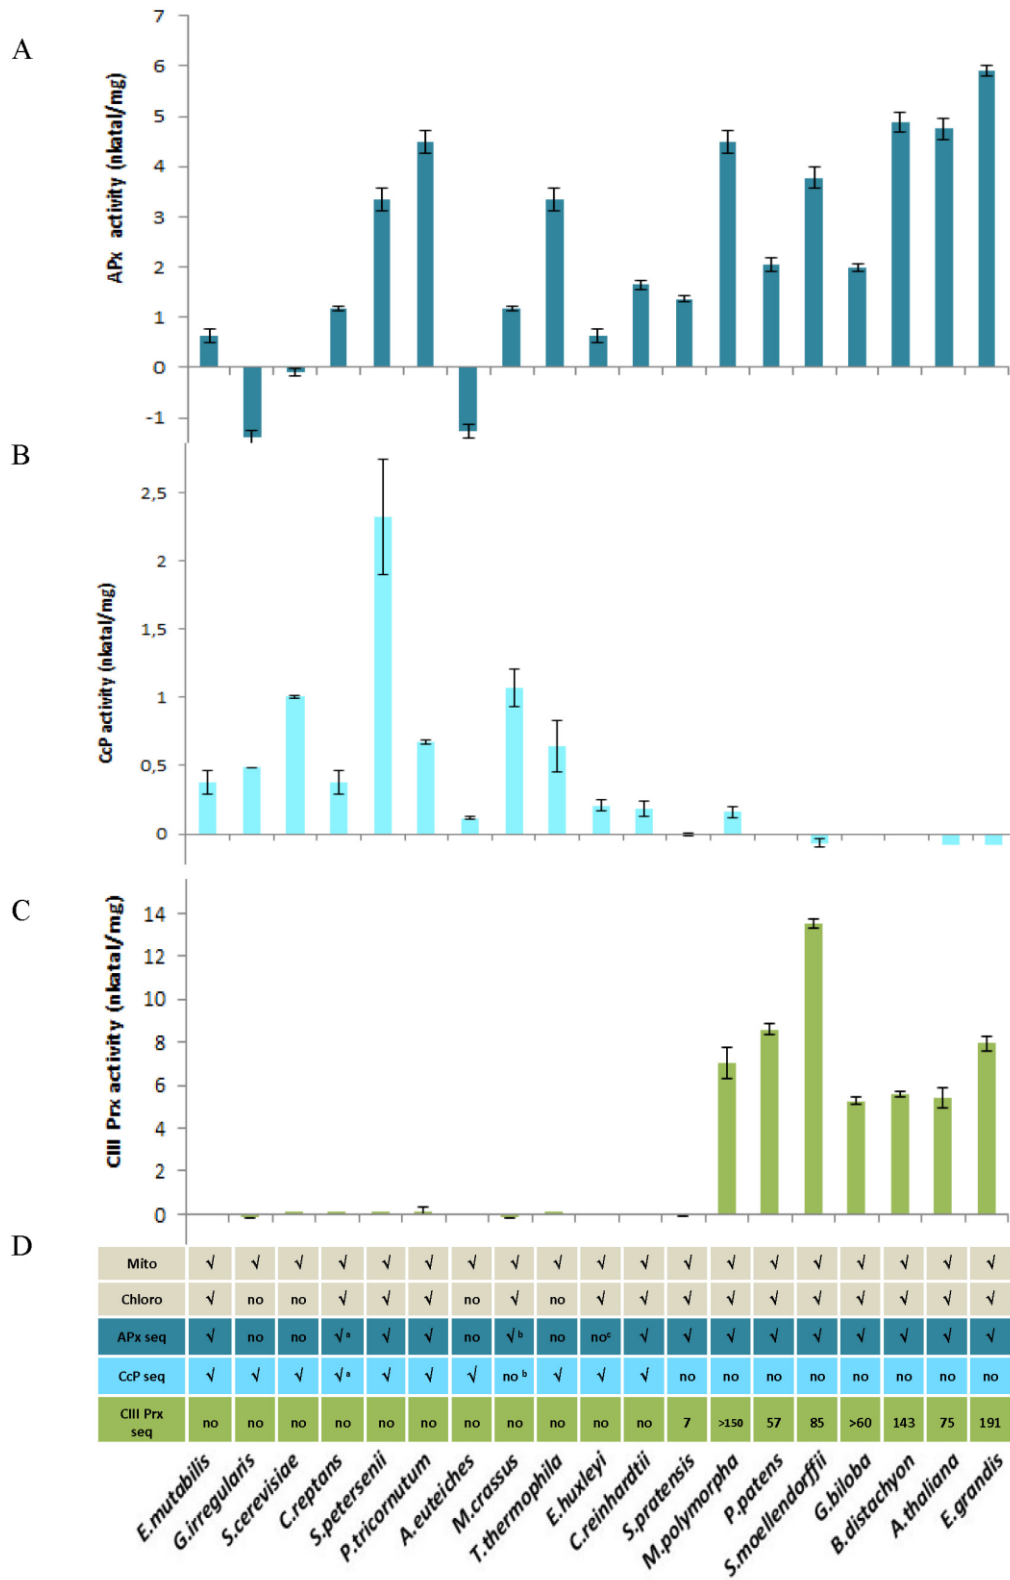 A
APx activity (nkatal/mg)
7
6
5
4
3
2
1
0
-1
B
CcP activity (nkatal/mg)
2,5
2
1,5
1
0,5
0
C
CIII Prx activity (nkatal/mg)
14
12
10
8
6
4
2
0
D
Mito √ √ √ √ √ √ √ √ √ √ √ √ √ √ √ √ √ √ √
Chloro √ no no √ √ √ no √ no √ √ √ √ √ √ √ √ √ √
APx seq √ no no √ᵃ √ √ no √ᵇ no noᶜ √ √ √ √ √ √ √ √ √
CcP seq √ √ √ √ᵃ √ √ √ no ᵇ √ √ √ no no no no no no no no
CIII Prx seq no no no no no no no no no no no 7 >150 57 85 >60 143 75 191
E.mutabilis
G.irregularis
S.cerevisiae
C.reptans
S.petersenii
P.tricornutum
A.euteiches
M.crassus
T.thermophila
E.huxleyi
C.reinhardtii
S.pratensis
M.polymorpha
P.patens
S.moellendorffii
G.biloba
B.distachyon
A.thaliana
E.grandis